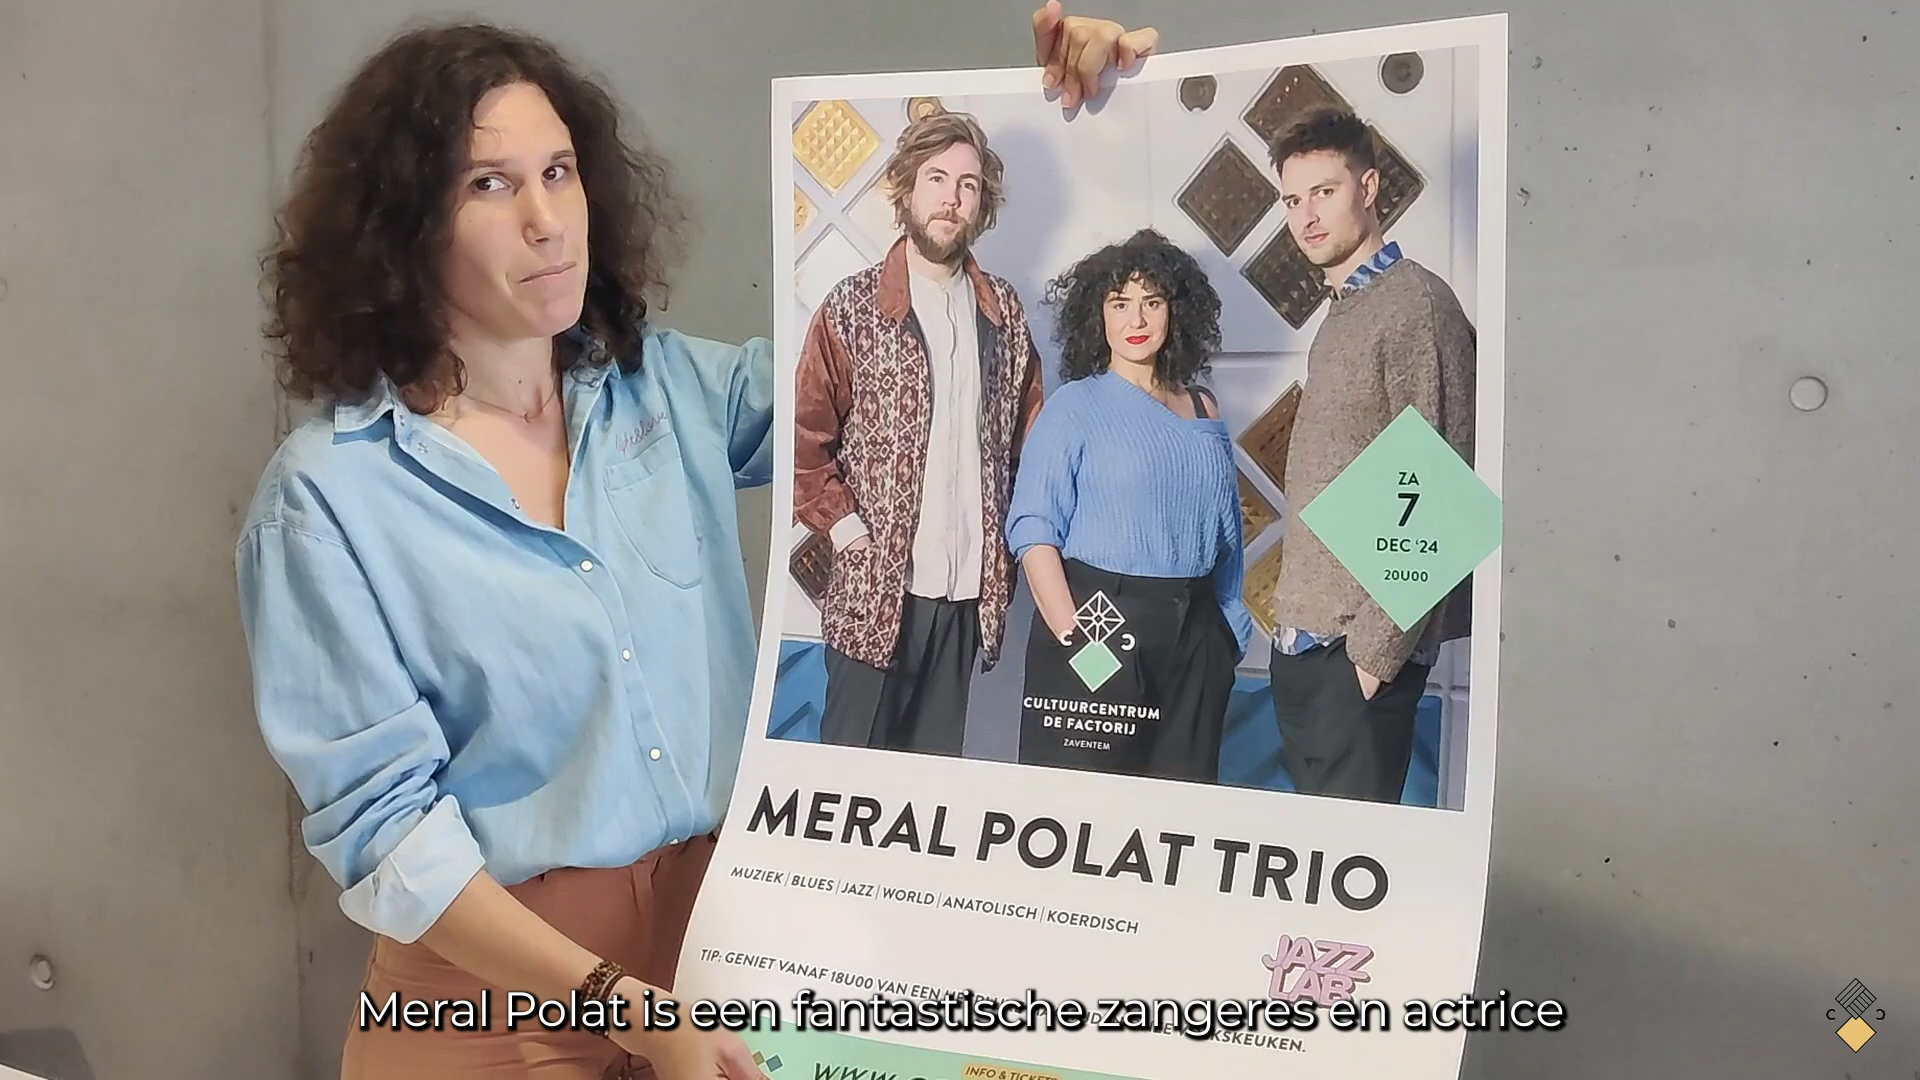 ZA
7
DEC '24
20U00
CULTUURCENTRUM
DE FACTORIJ
ZAVENTEM
MERAL POLAT TRIO
MUZIEK | BLUES | JAZZ | WORLD | ANATOLISCH | KOERDISCH
JAZZ
LAB
TIP: GENIET VANAF 18U00 VAN EEN
Meral Polat is een fantastische zangeres en actrice
INFO & TICKETS
WWW.